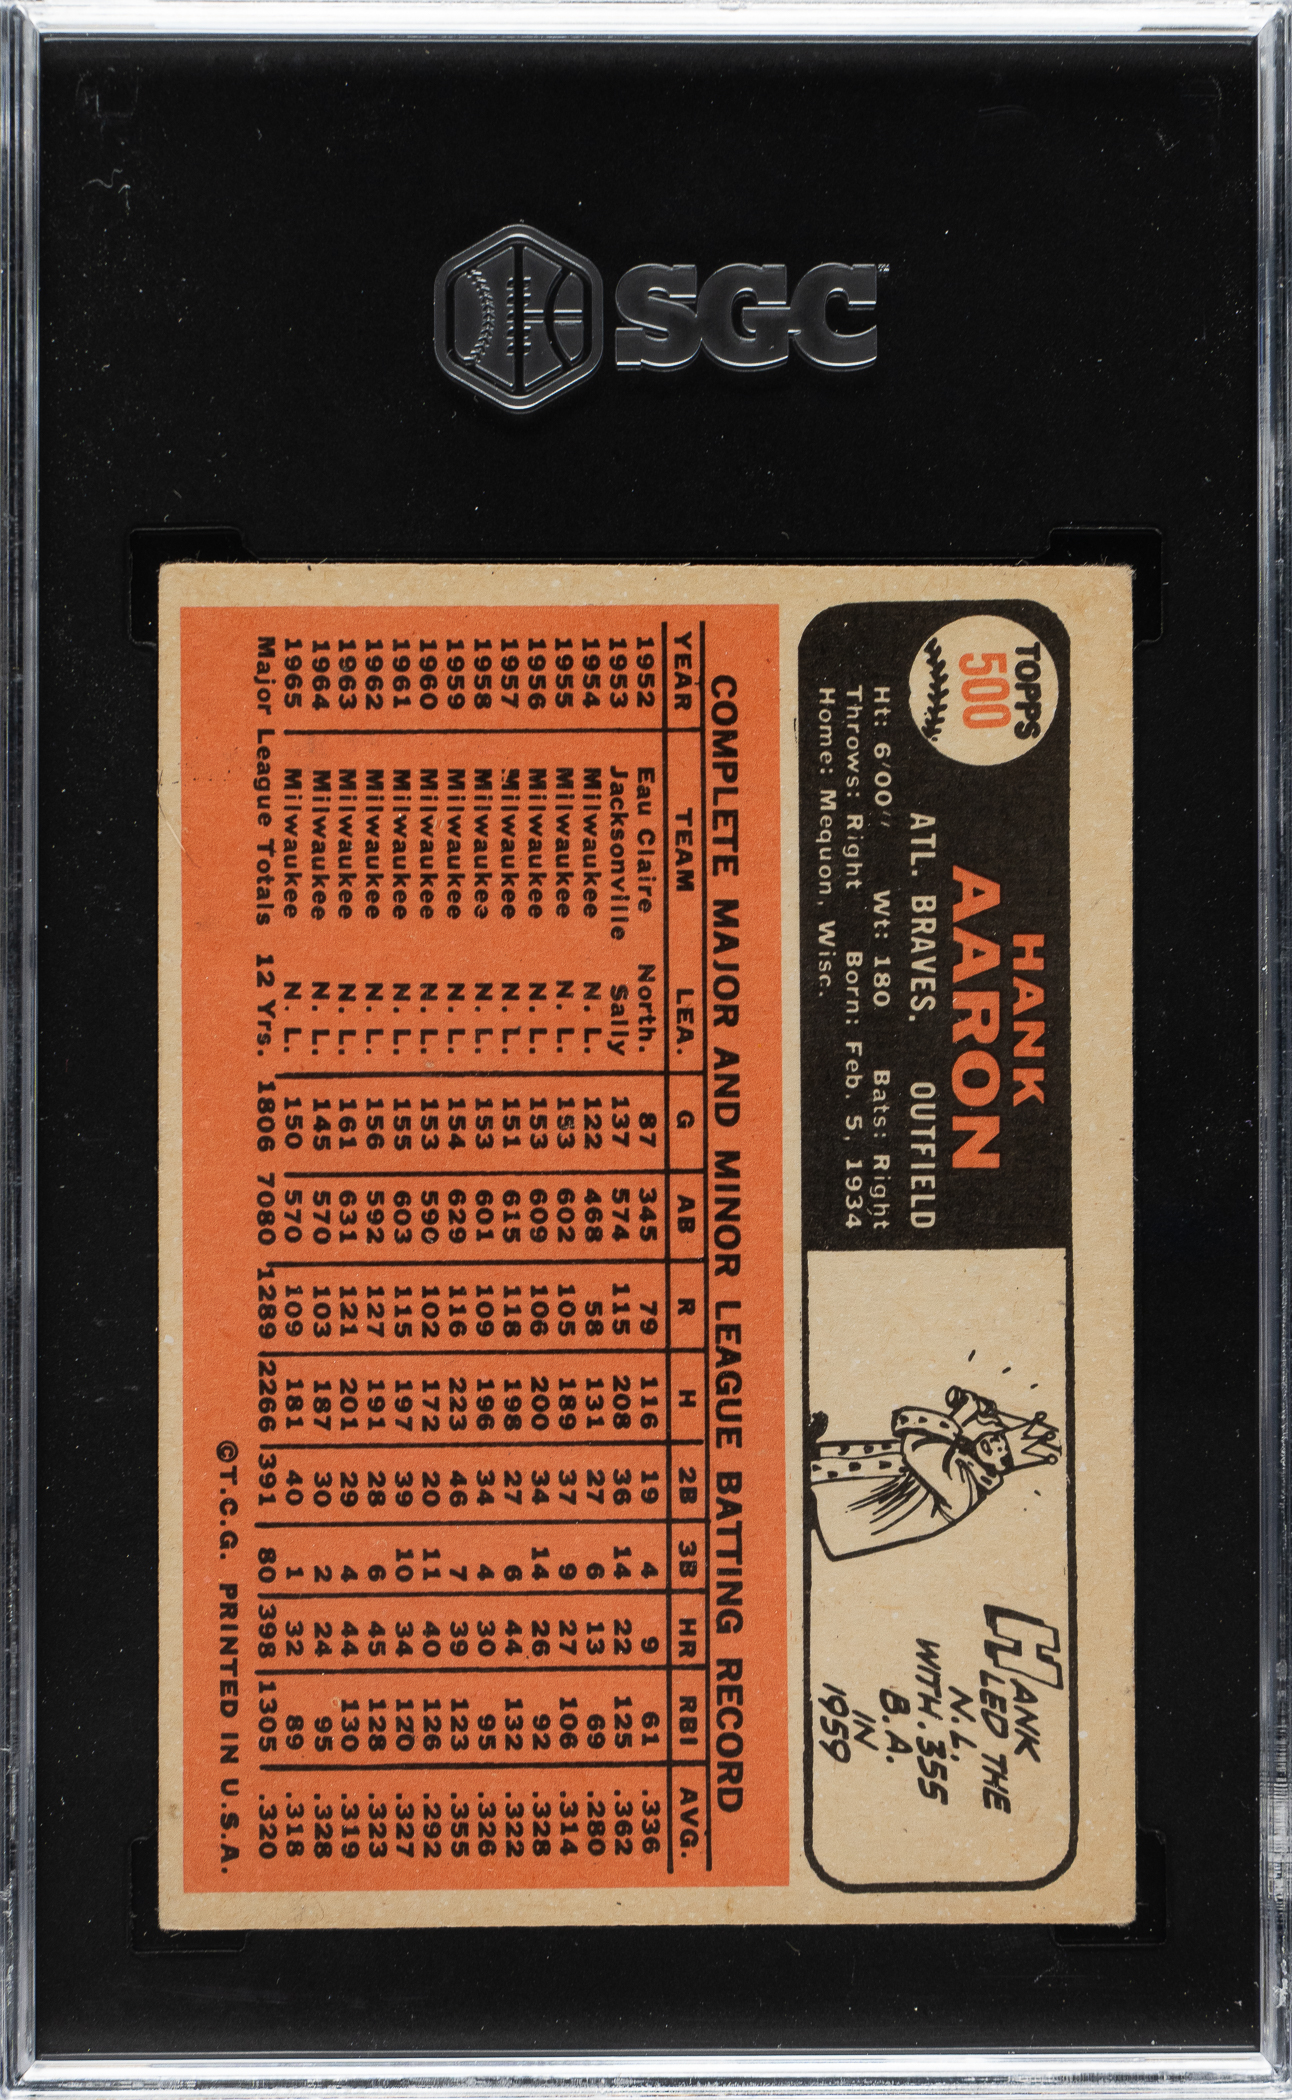 SGC
TOPPS
500
HANK
AARON
ATL. BRAVES. OUTFIELD
Ht: 6'00" Wt: 180 Bats: Right
Throws: Right Born: Feb. 5, 1934
Home: Mequon, Wisc.
HANK
LED THE
N.L.
WITH .355
B.A.
IN
1959
COMPLETE MAJOR AND MINOR LEAGUE BATTING RECORD
YEAR TEAM LEA. G AB R H 2B 3B HR RBI AVG.
1952 Eau Claire North. 87 345 79 116 19 4 9 61 .336
1953 Jacksonville Sally 137 574 115 208 36 14 22 125 .362
1954 Milwaukee N. L. 122 468 58 131 27 6 13 69 .280
1955 Milwaukee N. L. 153 602 105 189 37 9 27 106 .314
1956 Milwaukee N. L. 153 609 106 200 34 14 26 92 .328
1957 Milwaukee N. L. 151 615 118 198 27 6 44 132 .322
1958 Milwaukee N. L. 153 601 109 196 34 4 30 95 .326
1959 Milwaukee N. L. 154 629 116 223 46 7 39 123 .355
1960 Milwaukee N. L. 153 590 102 172 20 11 40 126 .292
1961 Milwaukee N. L. 155 603 115 197 39 10 34 120 .327
1962 Milwaukee N. L. 156 592 127 191 28 6 45 128 .323
1963 Milwaukee N. L. 161 631 121 201 29 4 44 130 .319
1964 Milwaukee N. L. 145 570 103 187 30 2 24 95 .328
1965 Milwaukee N. L. 150 570 109 181 40 1 32 89 .318
Major League Totals 12 Yrs. 1806 7080 1289 2266 391 80 398 1305 .320
©T.C.G. PRINTED IN U.S.A.